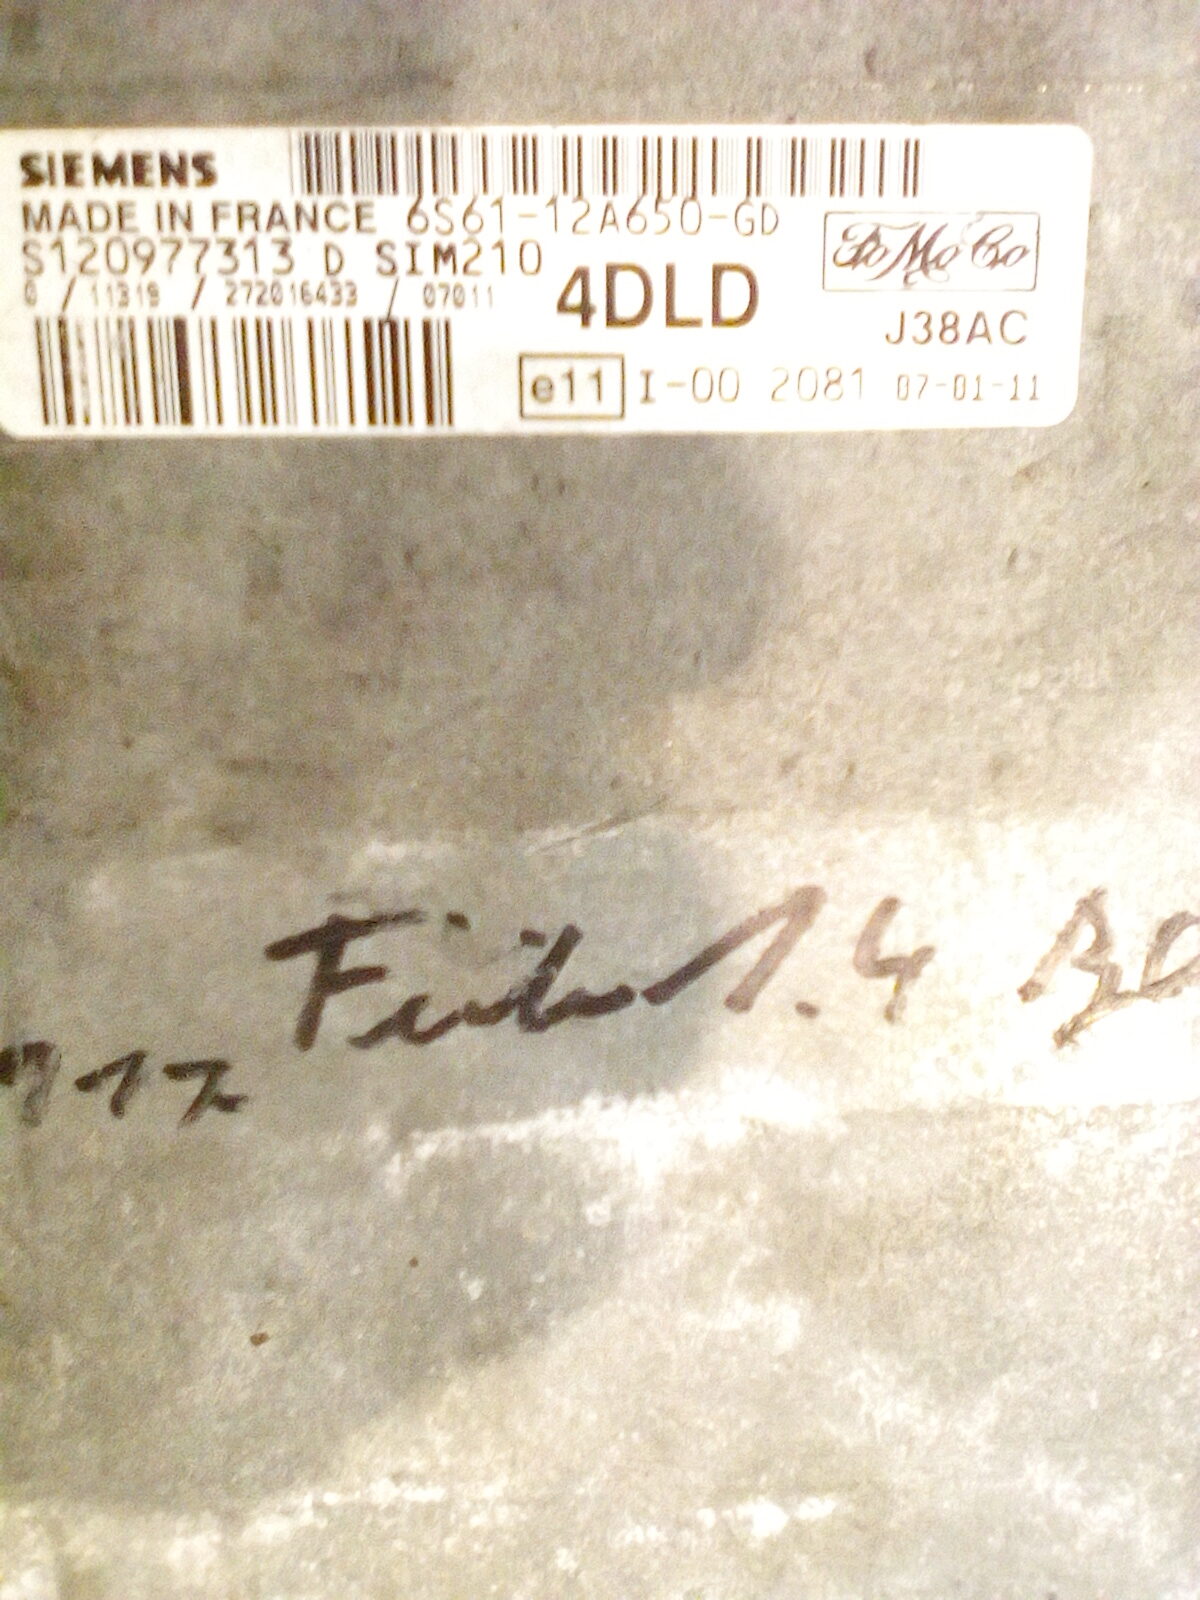 SIEMENS
MADE IN FRANCE 6S61-12A650-GD
S120977313 D SIM210
0 / 11319 / 272016433 / 07011
4DLD
FoMoCo
J38AC
e11 I-00 2081 07-01-11
1.4